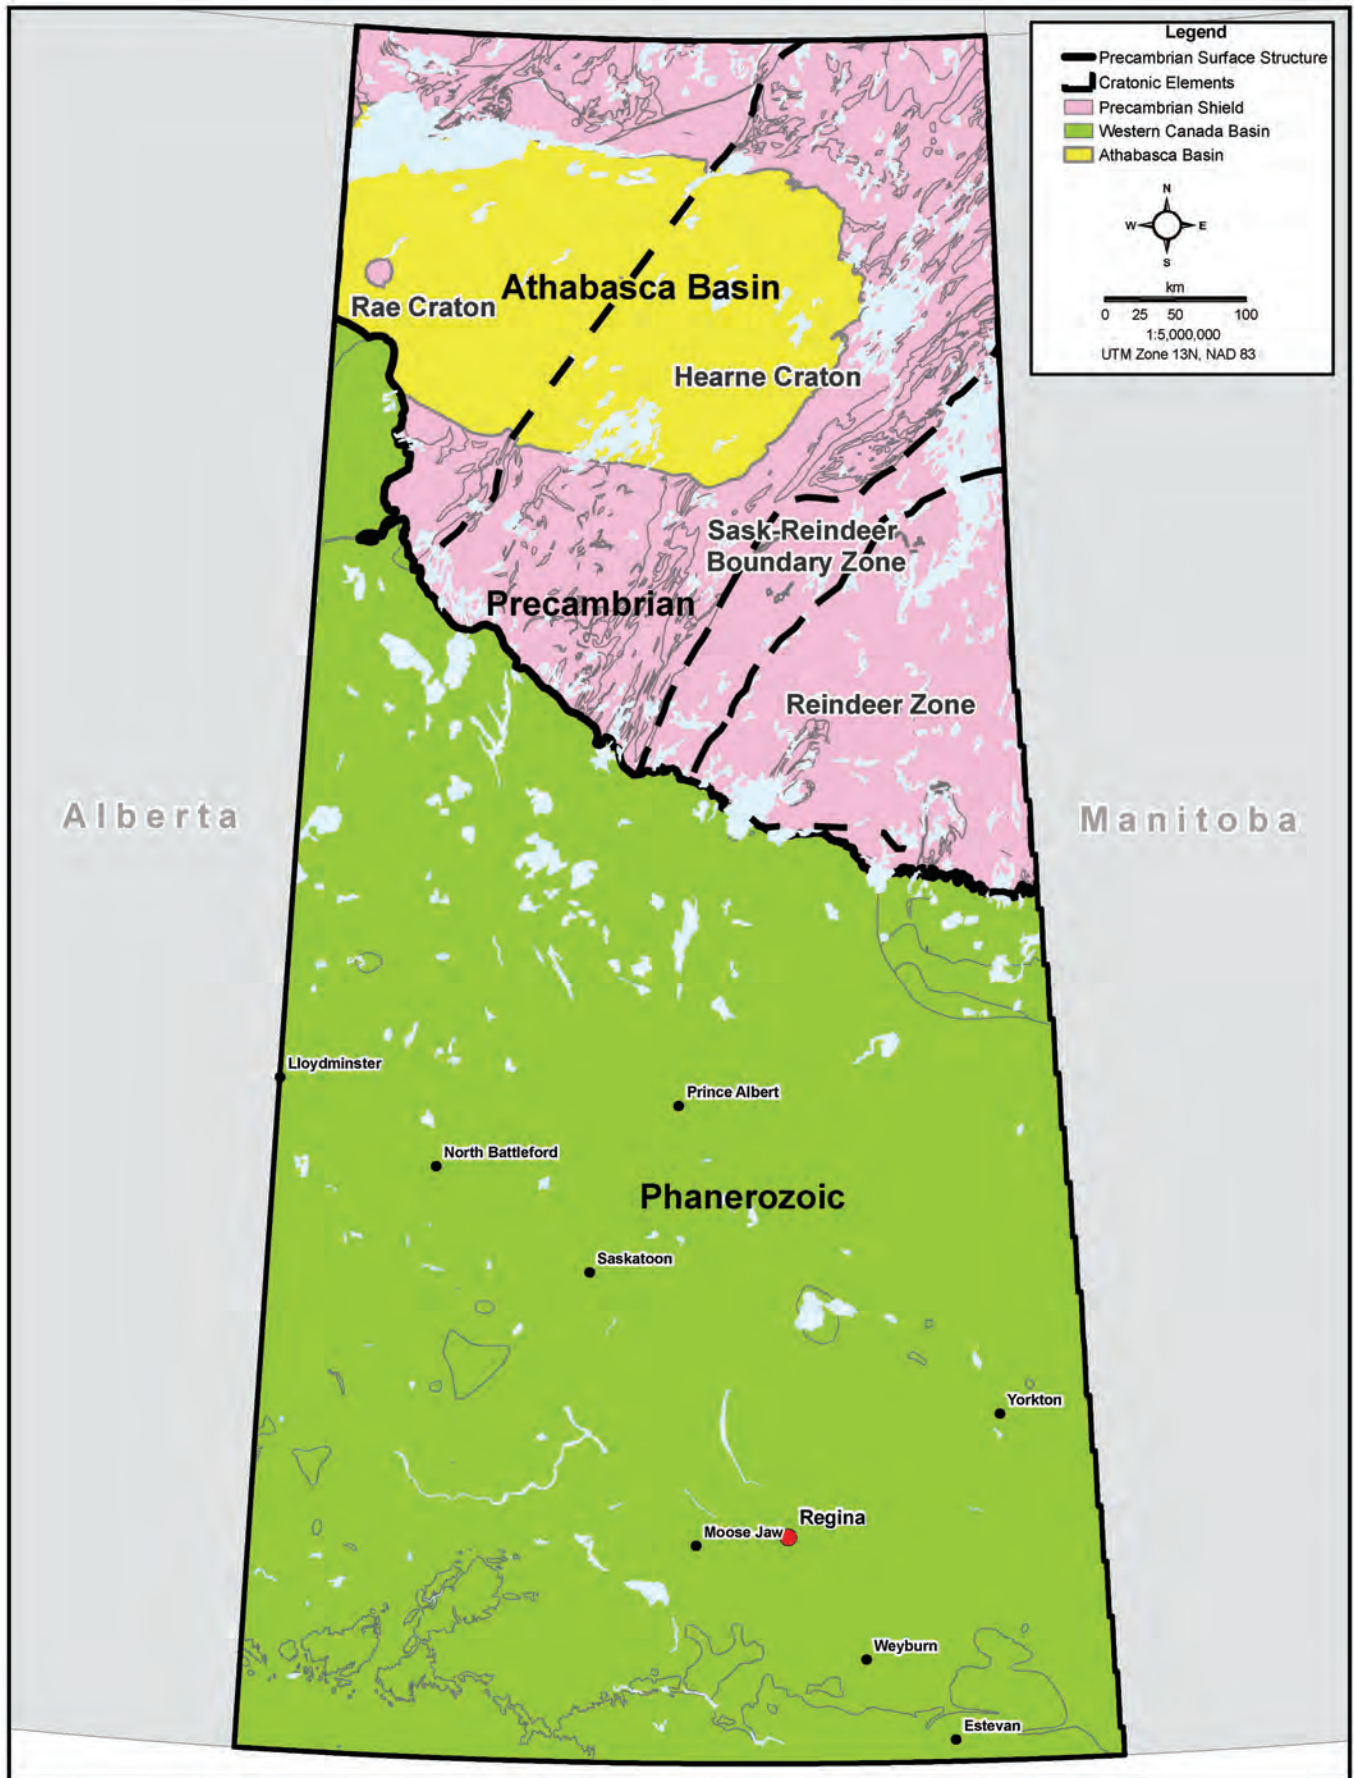 Legend
Precambrian Surface Structure
Cratonic Elements
Precambrian Shield
Western Canada Basin
Athabasca Basin
N
W E
S
km
0 25 50 100
1:5,000,000
UTM Zone 13N, NAD 83
Athabasca Basin
Rae Craton
Hearne Craton
Sask-Reindeer
Boundary Zone
Precambrian
Reindeer Zone
Alberta
Manitoba
Lloydminster
Prince Albert
North Battleford
Phanerozoic
Saskatoon
Yorkton
Regina
Moose Jaw
Weyburn
Estevan